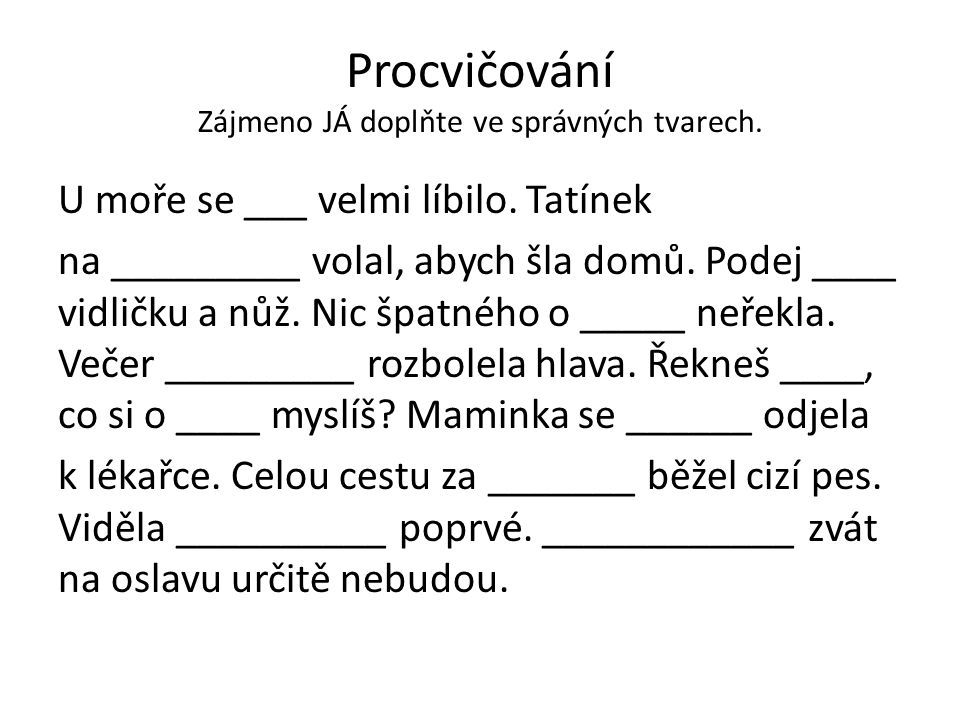 Procvičování
Zájmeno JÁ doplňte ve správných tvarech.
U moře se ___ velmi líbilo. Tatínek
na _________ volal, abych šla domů. Podej ____
vidličku a nůž. Nic špatného o _____ neřekla.
Večer _________ rozbolela hlava. Řekneš ____,
co si o ____ myslíš? Maminka se ______ odjela
k lékařce. Celou cestu za _______ běžel cizí pes.
Viděla __________ poprvé. ____________ zvát
na oslavu určitě nebudou.